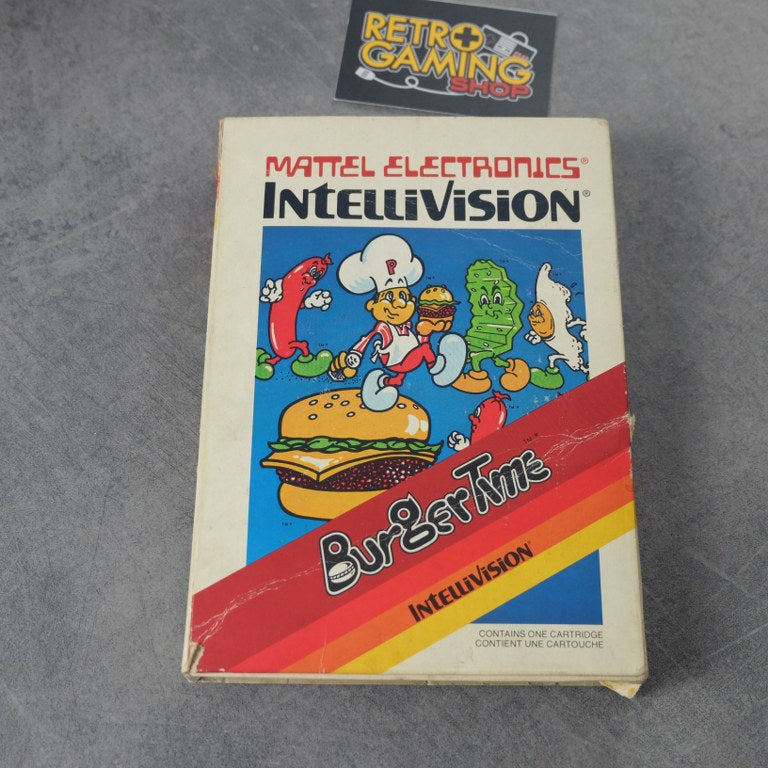 RETRO
GAMING
SHOP
MATTEL ELECTRONICS®
INTELLIVISION®
P
BURGERTIME
INTELLIVISION
CONTAINS ONE CARTRIDGE
CONTIENT UNE CARTOUCHE